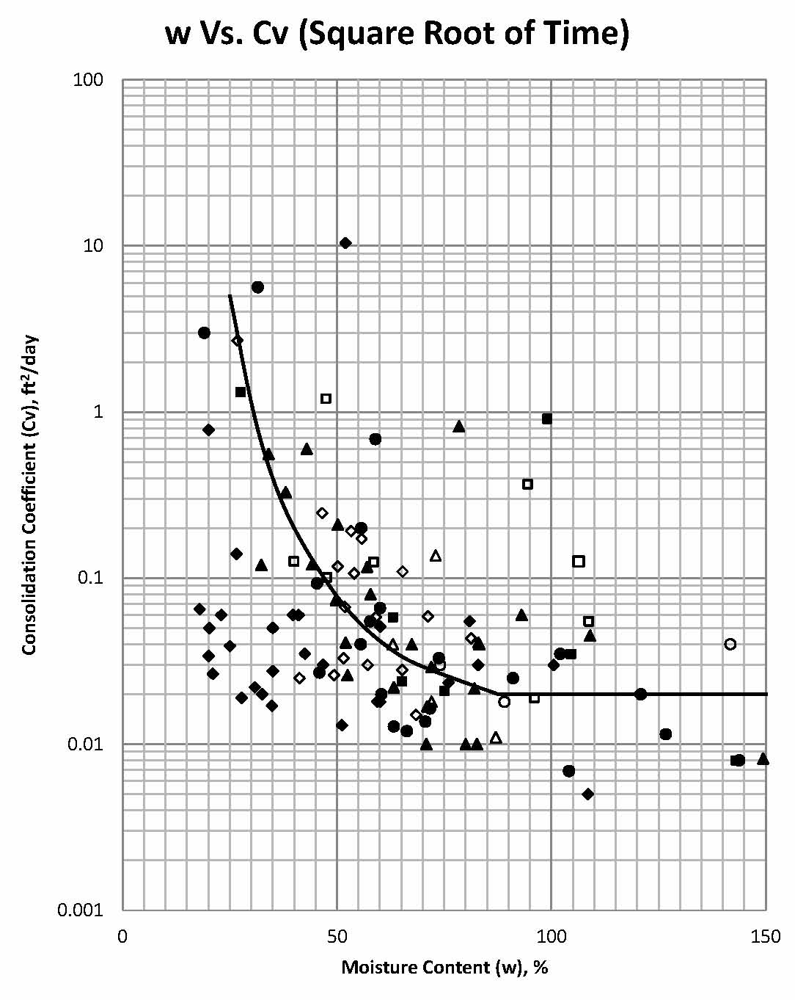 w Vs. Cv (Square Root of Time)
100
10
1
0.1
0.01
0.001
Consolidation Coefficient (Cv), ft²/day
0 50 100 150
Moisture Content (w), %